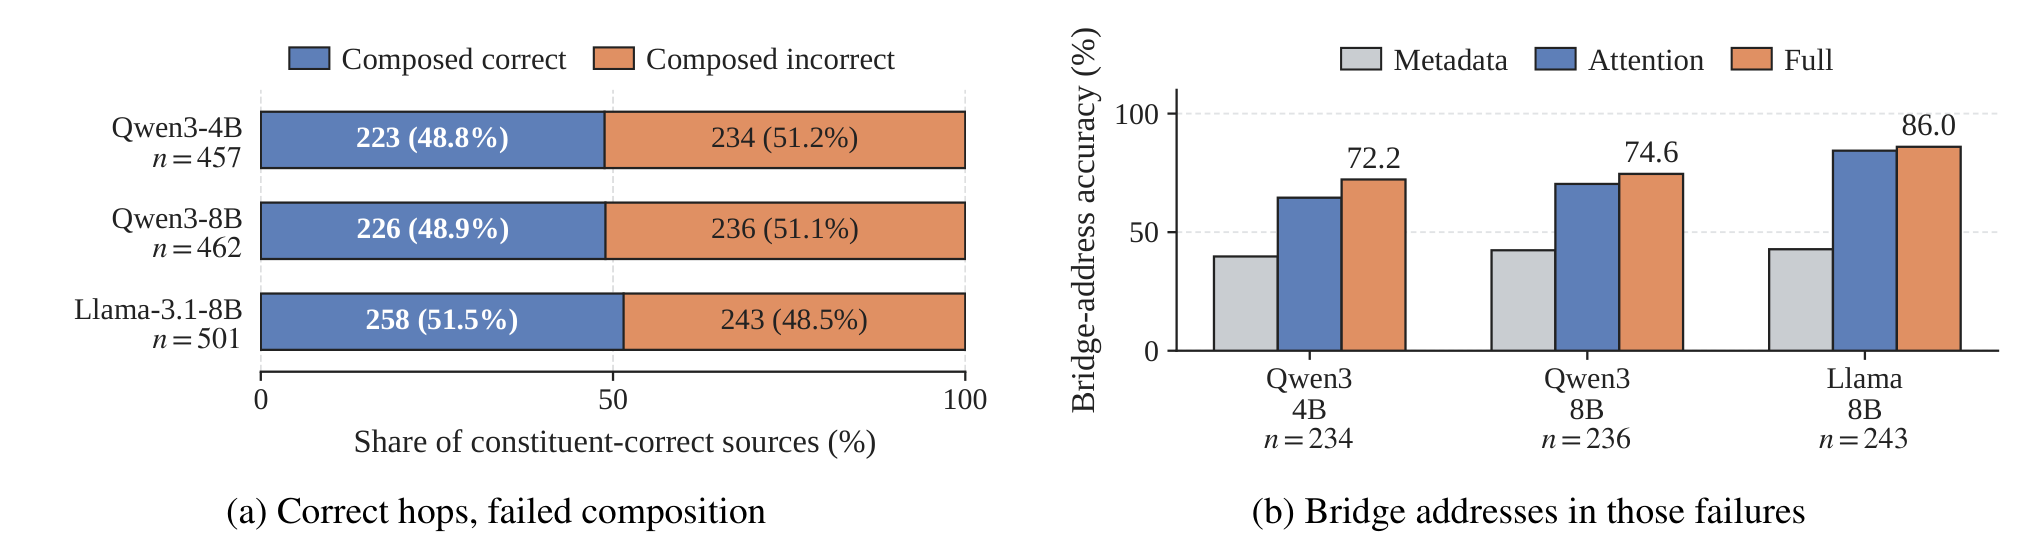 Composed correct Composed incorrect
Qwen3-4B
n = 457
223 (48.8%) 234 (51.2%)
Qwen3-8B
n = 462
226 (48.9%) 236 (51.1%)
Llama-3.1-8B
n = 501
258 (51.5%) 243 (48.5%)
0 50 100
Share of constituent-correct sources (%)
(a) Correct hops, failed composition
Metadata Attention Full
Bridge-address accuracy (%)
100
50
0
72.2
74.6
86.0
Qwen3 Qwen3 Llama
4B 8B 8B
n = 234 n = 236 n = 243
(b) Bridge addresses in those failures